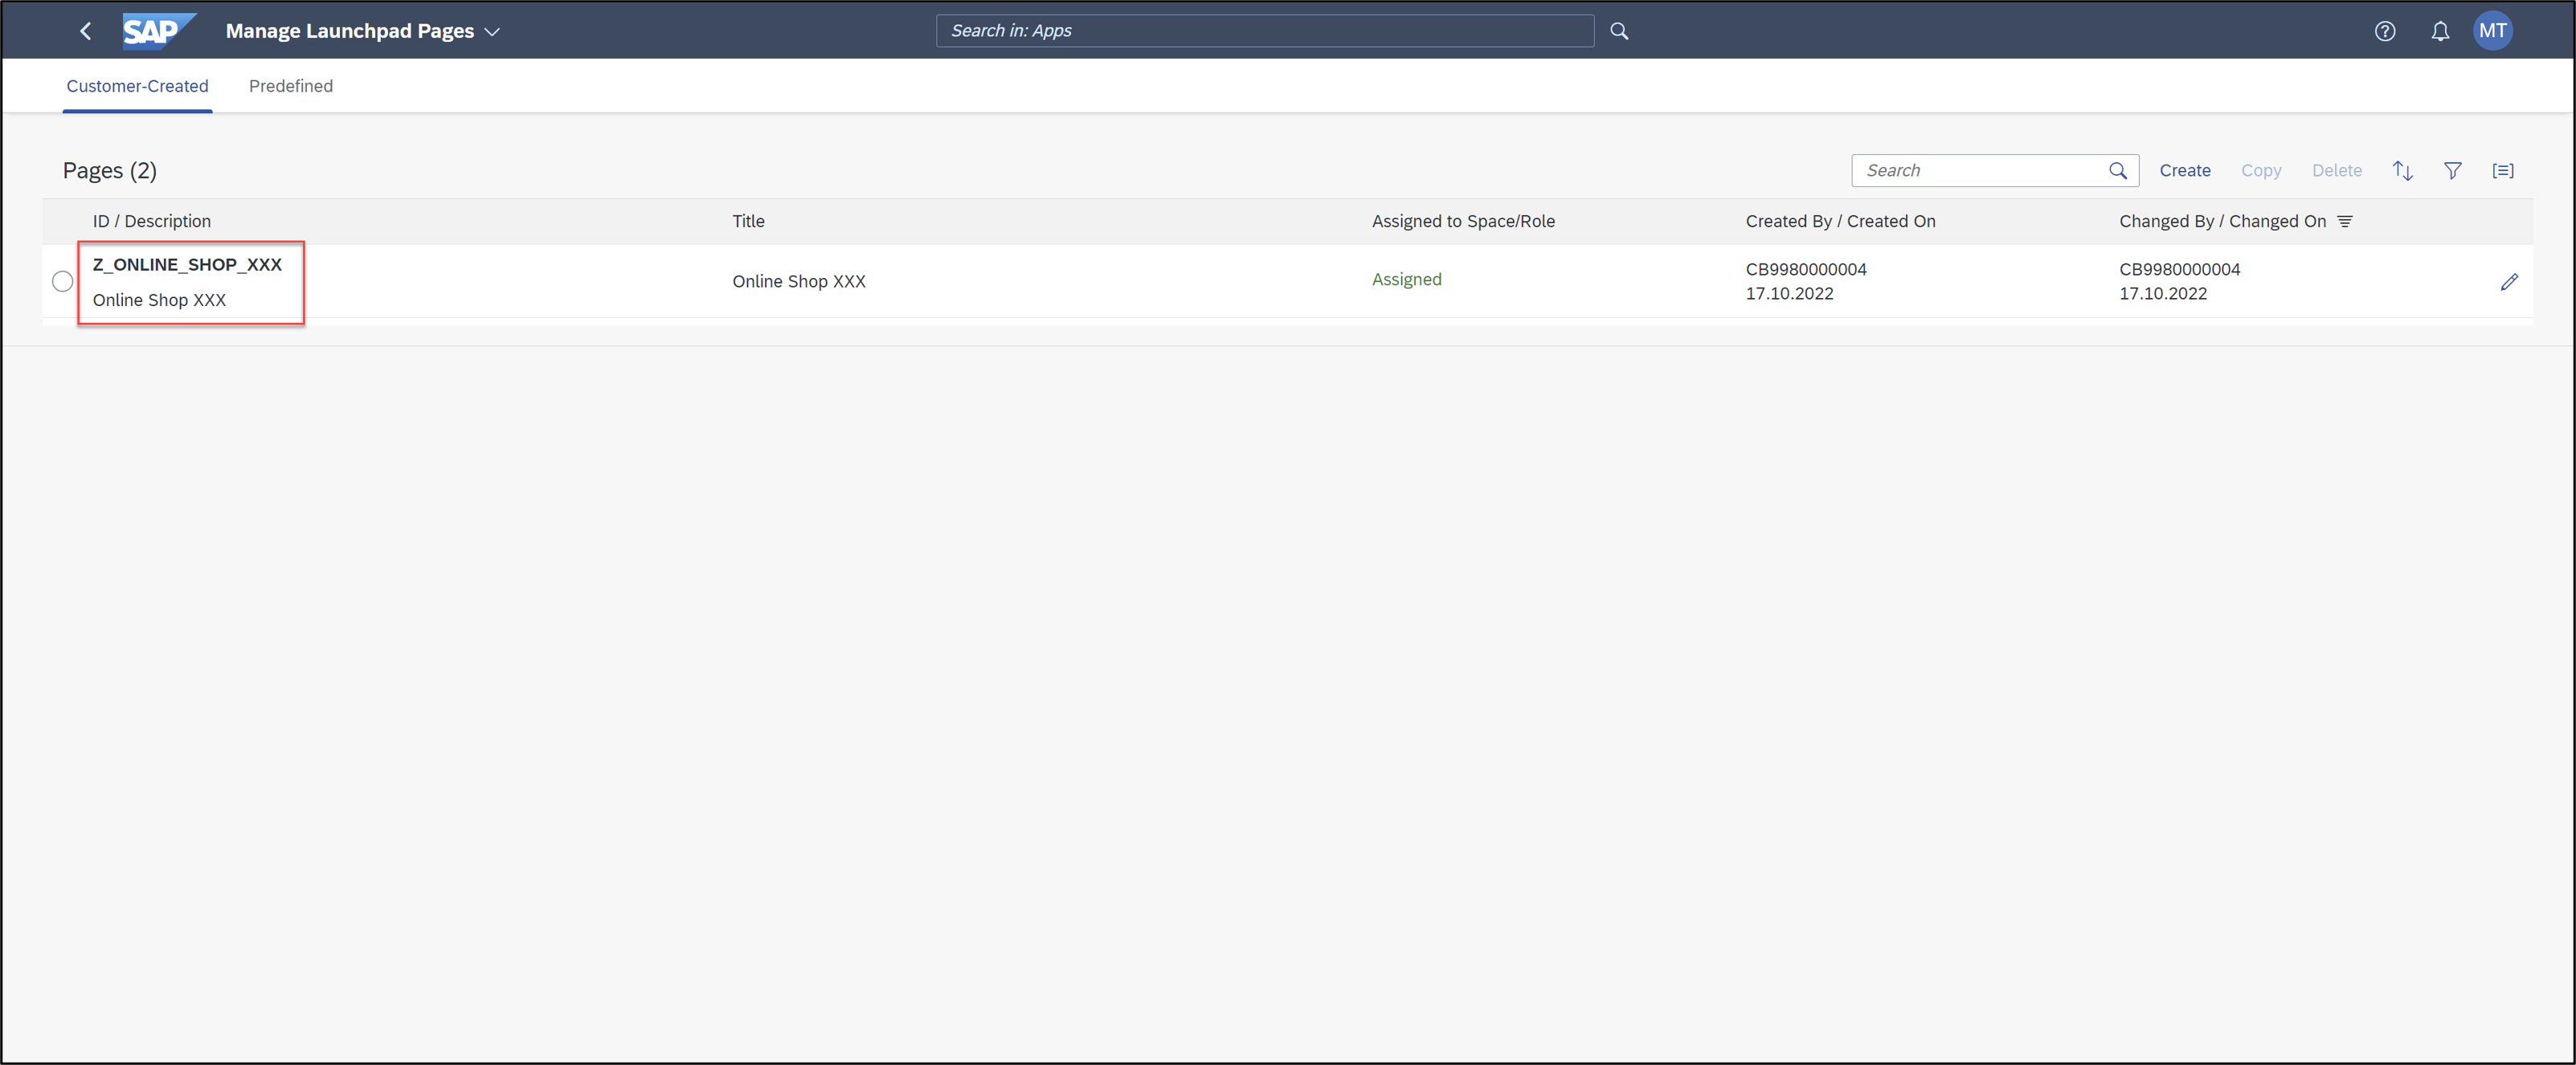 SAP Manage Launchpad Pages Search in: Apps MT
Customer-Created Predefined
Pages (2) Search Create Copy Delete
ID / Description Title Assigned to Space/Role Created By / Created On Changed By / Changed On
Z_ONLINE_SHOP_XXX
Online Shop XXX
Online Shop XXX
Assigned
CB9980000004
17.10.2022
CB9980000004
17.10.2022